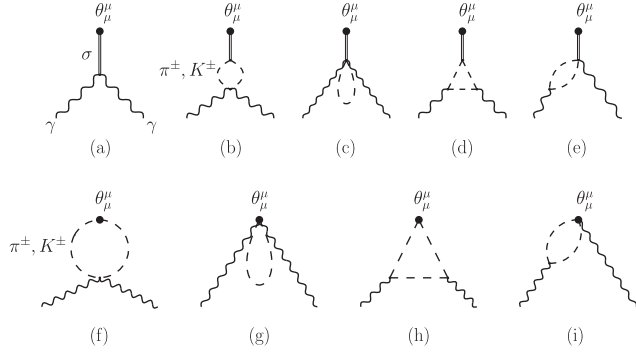 θ^μ_μ θ^μ_μ θ^μ_μ θ^μ_μ θ^μ_μ
σ
π^±, K^±
γ γ
(a) (b) (c) (d) (e)
θ^μ_μ θ^μ_μ θ^μ_μ θ^μ_μ
π^±, K^±
(f) (g) (h) (i)